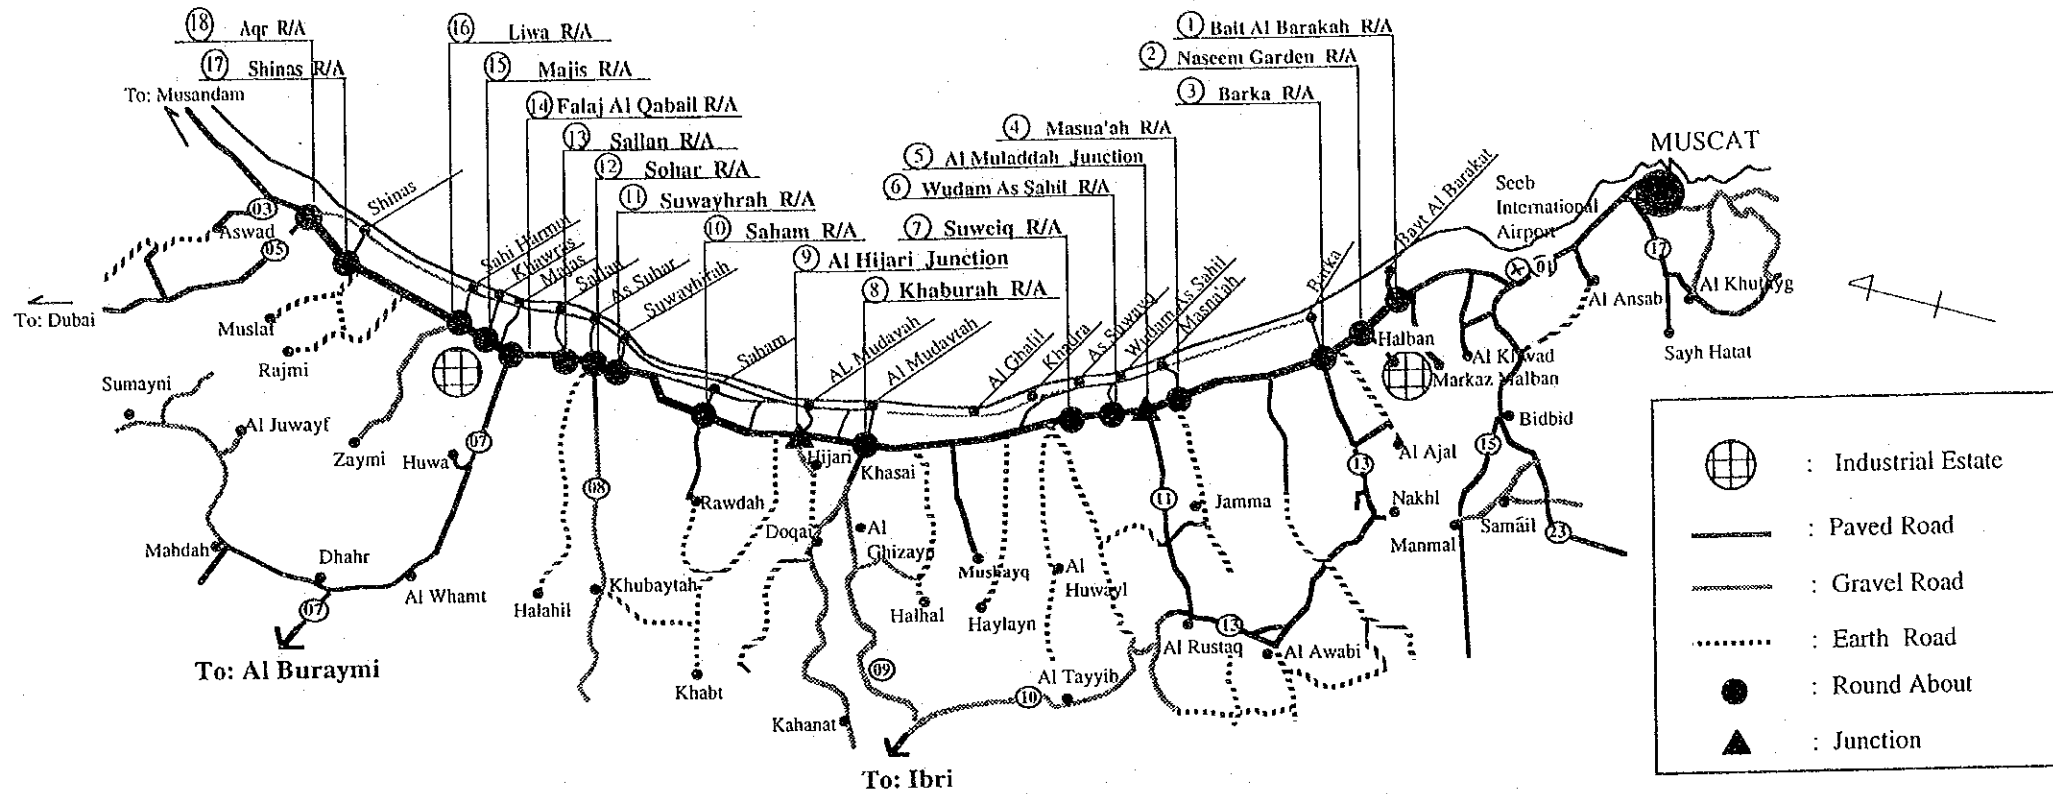 18 Aqr R/A
17 Shinas R/A
16 Liwa R/A
15 Majis R/A
14 Falaj Al Qabail R/A
13 Sallan R/A
12 Sohar R/A
11 Suwayhrah R/A
10 Saham R/A
9 Al Hijari Junction
8 Khaburah R/A
7 Suweiq R/A
6 Wudam As Sahil R/A
5 Al Muladdah Junction
4 Masua'ah R/A
3 Barka R/A
2 Naseem Garden R/A
1 Bait Al Barakah R/A
To: Musandam
MUSCAT
Seeb
International
Airport
Shinas
Khawras
Majas
Sallan
As Suhar
Suwayhirah
Saham
AL Mudayah
Al Mudaytah
Al Ghalil
Khadra
As Suwayq
Wudam As Sahil
Masna'ah
Barka
Bayt Al Barakat
03
Aswad
05
To: Dubai
Muslaf
Rajmi
Sumayni
Al Juwayf
Zaymi
Huwa
07
Mahdah
Dhahr
Al Whamt
07
To: Al Buraymi
08
Halahil
Khubaytah
Rawdah
Khabt
Hijari
Khasai
Doqai
Al
Ghizayn
Kahanat
09
Halhal
Mushayq
Haylayn
10
To: Ibri
Al
Huwayl
Al Tayyib
11
Jamma
Al Rustaq
13
Al Awabi
13
Al Ajal
Nakhl
Halban
Markaz Malban
Al Khwad
01
Al Ansab
17
Al Khuthyg
Sayh Hatat
Bidbid
15
Manmal
Samail
23
: Industrial Estate
: Paved Road
: Gravel Road
: Earth Road
: Round About
: Junction